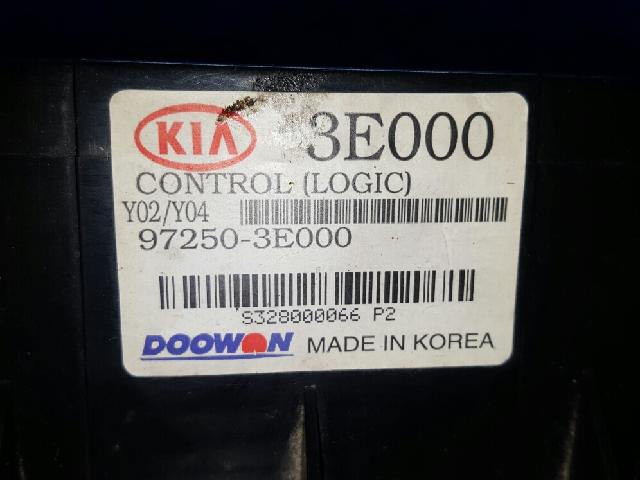 KIA -3E000
CONTROL (LOGIC)
Y02/Y04
97250-3E000
S328000066 P2
DOOWON MADE IN KOREA